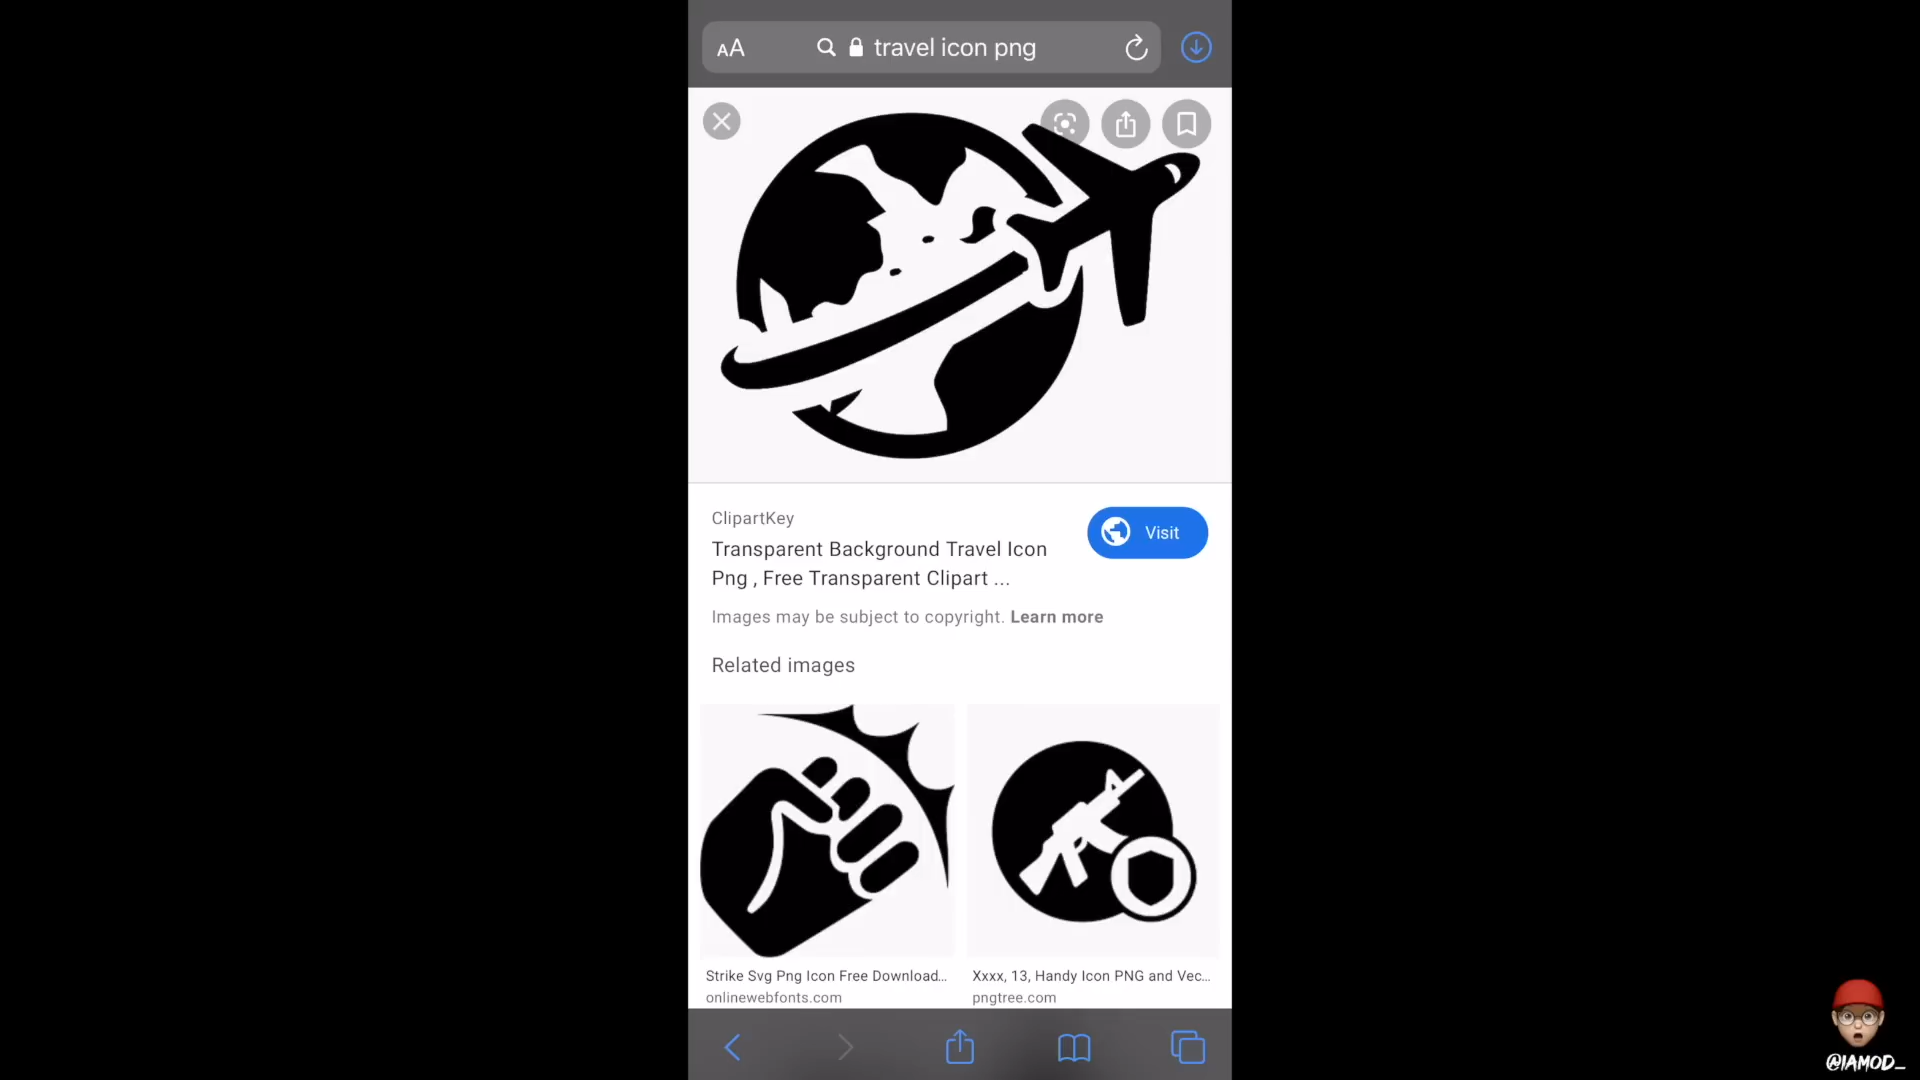 AA travel icon png
ClipartKey
Transparent Background Travel Icon
Png , Free Transparent Clipart ...
Visit
Images may be subject to copyright. Learn more
Related images
Strike Svg Png Icon Free Download...
onlinewebfonts.com
Xxxx, 13, Handy Icon PNG and Vec...
pngtree.com
@IAMOD_